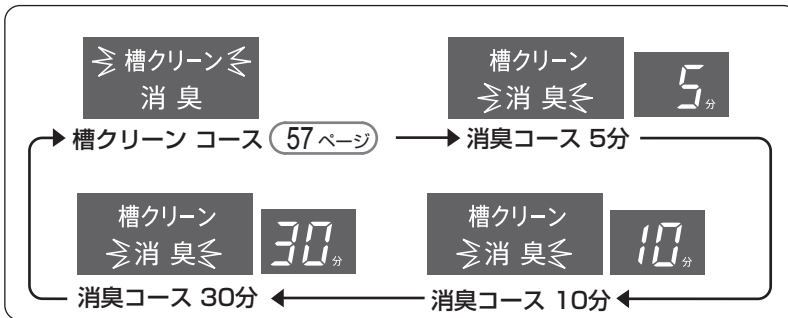 槽クリーン
消 臭
槽クリーン コース 57ページ
槽クリーン
消 臭
5分
消臭コース 5分
槽クリーン
消 臭
10分
消臭コース 10分
槽クリーン
消 臭
30分
消臭コース 30分